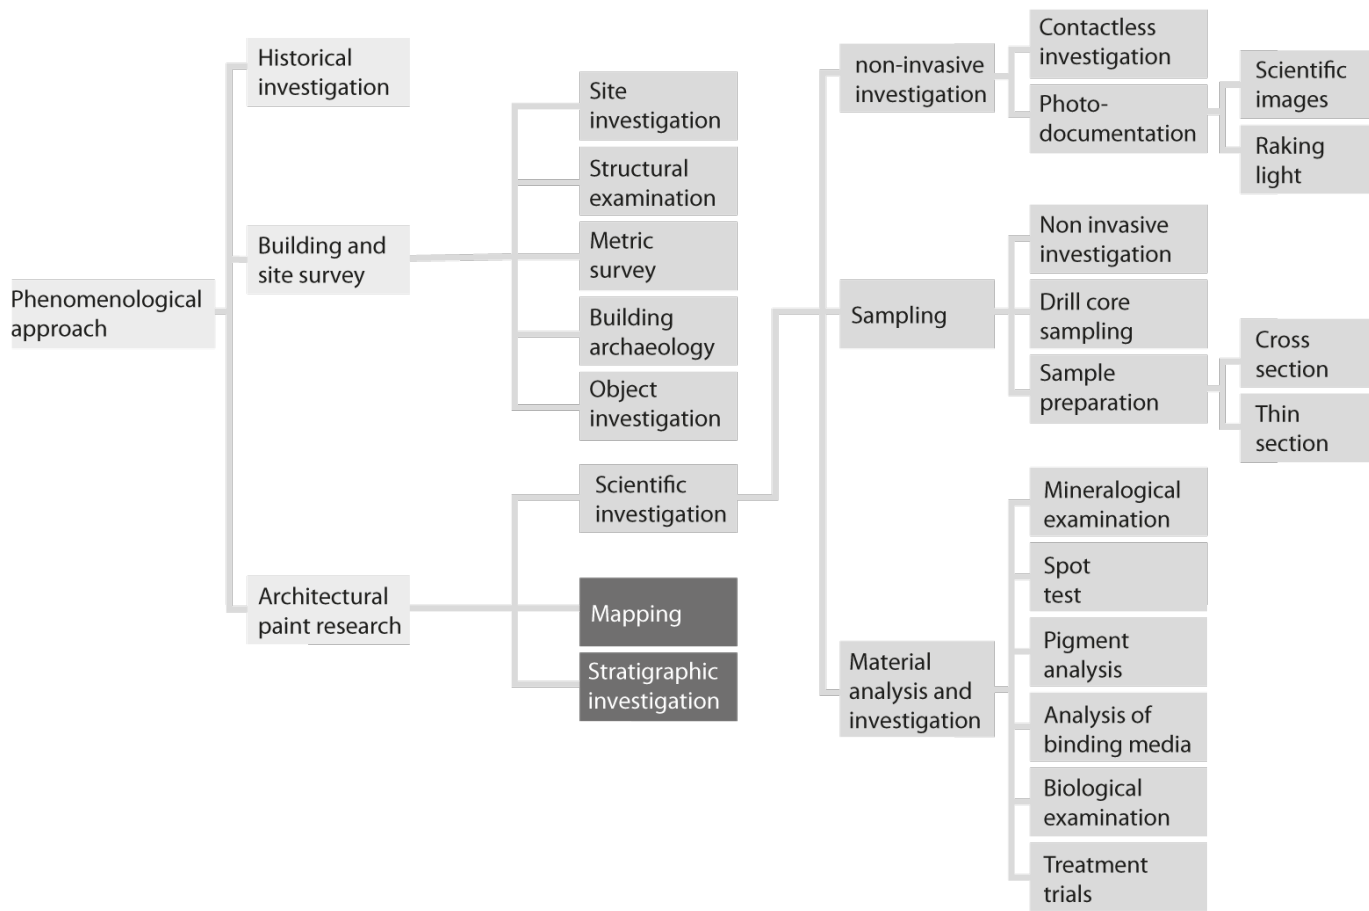 Phenomenological
approach
Historical
investigation
Building and
site survey
Architectural
paint research
Site
investigation
Structural
examination
Metric
survey
Building
archaeology
Object
investigation
Scientific
investigation
Mapping
Stratigraphic
investigation
non-invasive
investigation
Sampling
Material
analysis and
investigation
Contactless
investigation
Photo-
documentation
Non invasive
investigation
Drill core
sampling
Sample
preparation
Mineralogical
examination
Spot
test
Pigment
analysis
Analysis of
binding media
Biological
examination
Treatment
trials
Scientific
images
Raking
light
Cross
section
Thin
section